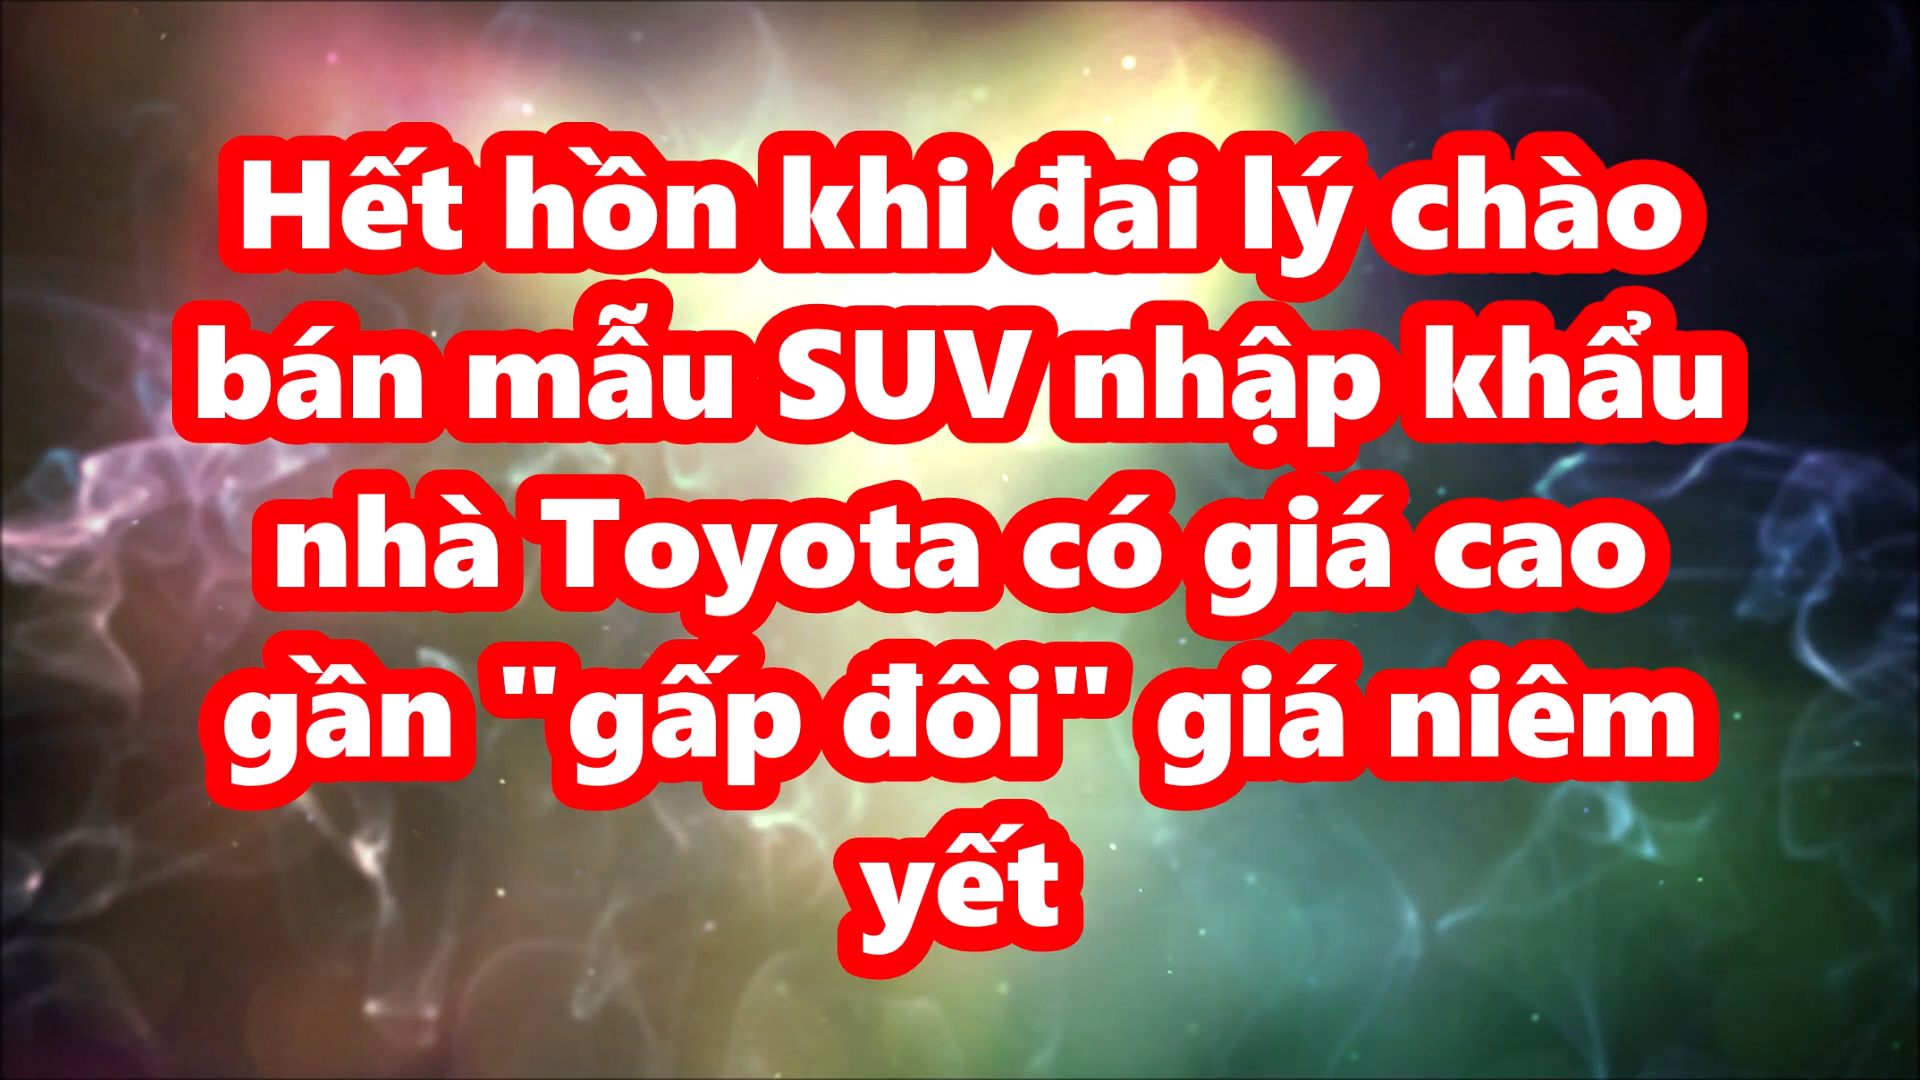 Hết hồn khi đai lý chào
bán mẫu SUV nhập khẩu
nhà Toyota có giá cao
gần "gấp đôi" giá niêm
yết